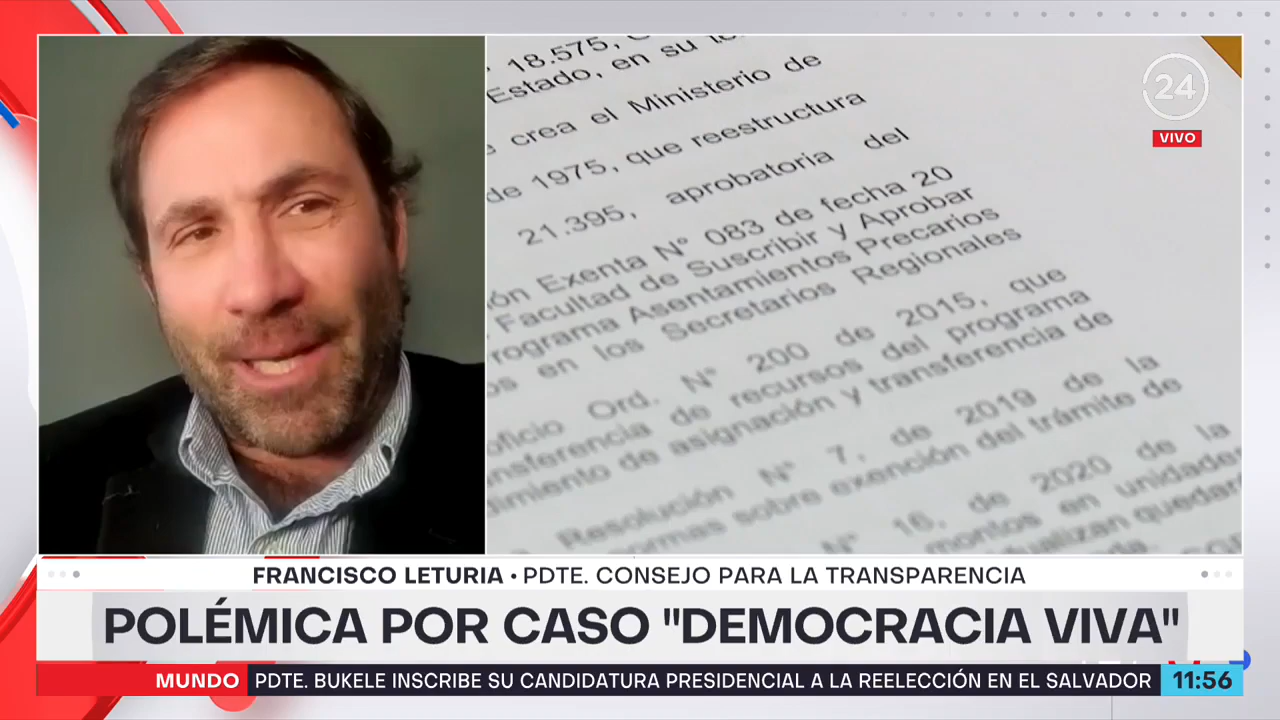 18.575,
Estado, en su
crea el Ministerio de
de 1975, que reestructura
21.395, aprobatoria del
Exenta N° 083 de fecha 20
Facultad de Suscribir y Aprobar
Asentamientos Precarios
en los Secretarios Regionales
Ord. N° 200 de 2015, que
de recursos del programa
de asignación y transferencia de
Resolución N° 7, de 2019 de la
sobre exención del trámite de
N° 16, de 2020 de la
montos en unidades
24
VIVO
FRANCISCO LETURIA • PDTE. CONSEJO PARA LA TRANSPARENCIA
POLÉMICA POR CASO "DEMOCRACIA VIVA"
MUNDO PDTE. BUKELE INSCRIBE SU CANDIDATURA PRESIDENCIAL A LA REELECCIÓN EN EL SALVADOR 11:56